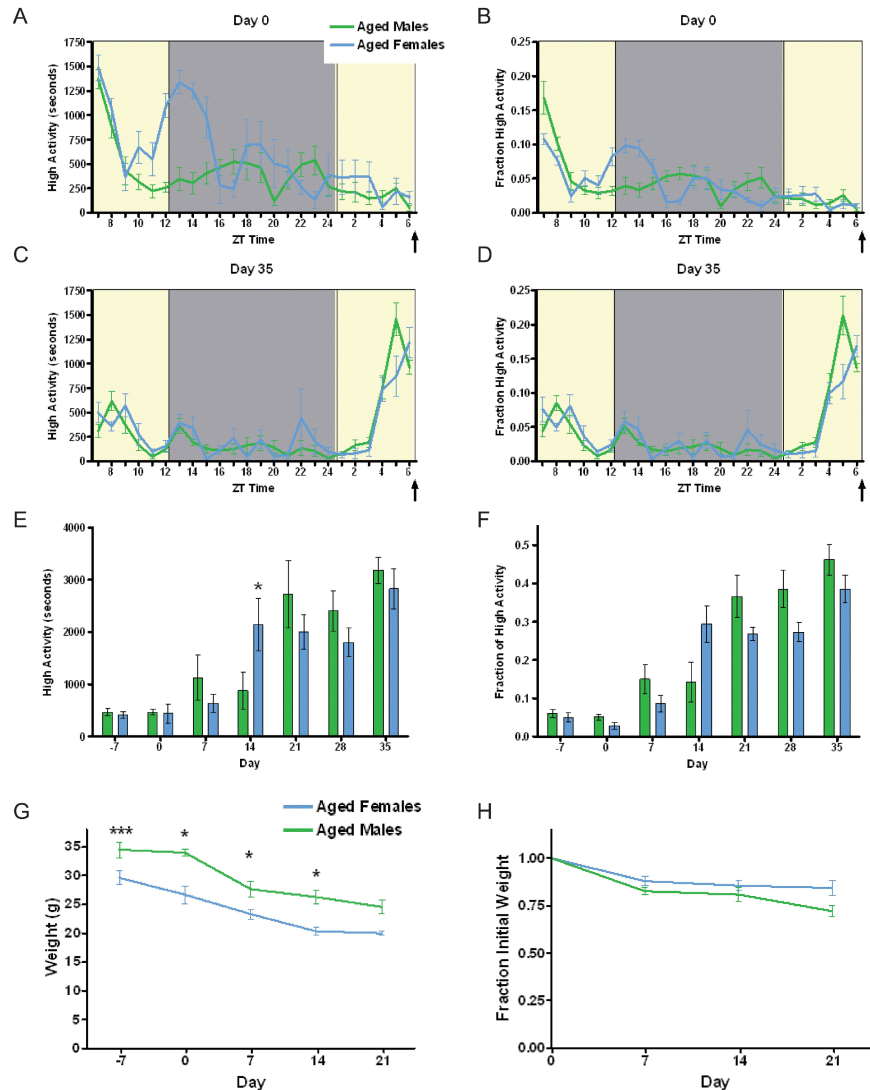 A
Day 0
Aged Males
Aged Females
High Activity (seconds)
1750
1500
1250
1000
750
500
250
0
8 10 12 14 16 18 20 22 24 2 4 6
ZT Time
B
Day 0
Fraction High Activity
0.25
0.20
0.15
0.10
0.05
0.00
8 10 12 14 16 18 20 22 24 2 4 6
ZT Time
C
Day 35
High Activity (seconds)
1750
1500
1250
1000
750
500
250
0
8 10 12 14 16 18 20 22 24 2 4 6
ZT Time
D
Day 35
Fraction High Activity
0.25
0.20
0.15
0.10
0.05
0.00
8 10 12 14 16 18 20 22 24 2 4 6
ZT Time
E
High Activity (seconds)
4000
3000
2000
1000
0
*
-7 0 7 14 21 28 35
Day
F
Fraction of High Activity
0.5
0.4
0.3
0.2
0.1
0.0
-7 0 7 14 21 28 35
Day
G
Aged Females
Aged Males
Weight (g)
35
30
25
20
15
10
5
0
*** * * *
-7 0 7 14 21
Day
H
Fraction Initial Weight
1.00
0.75
0.50
0.25
0.00
0 7 14 21
Day